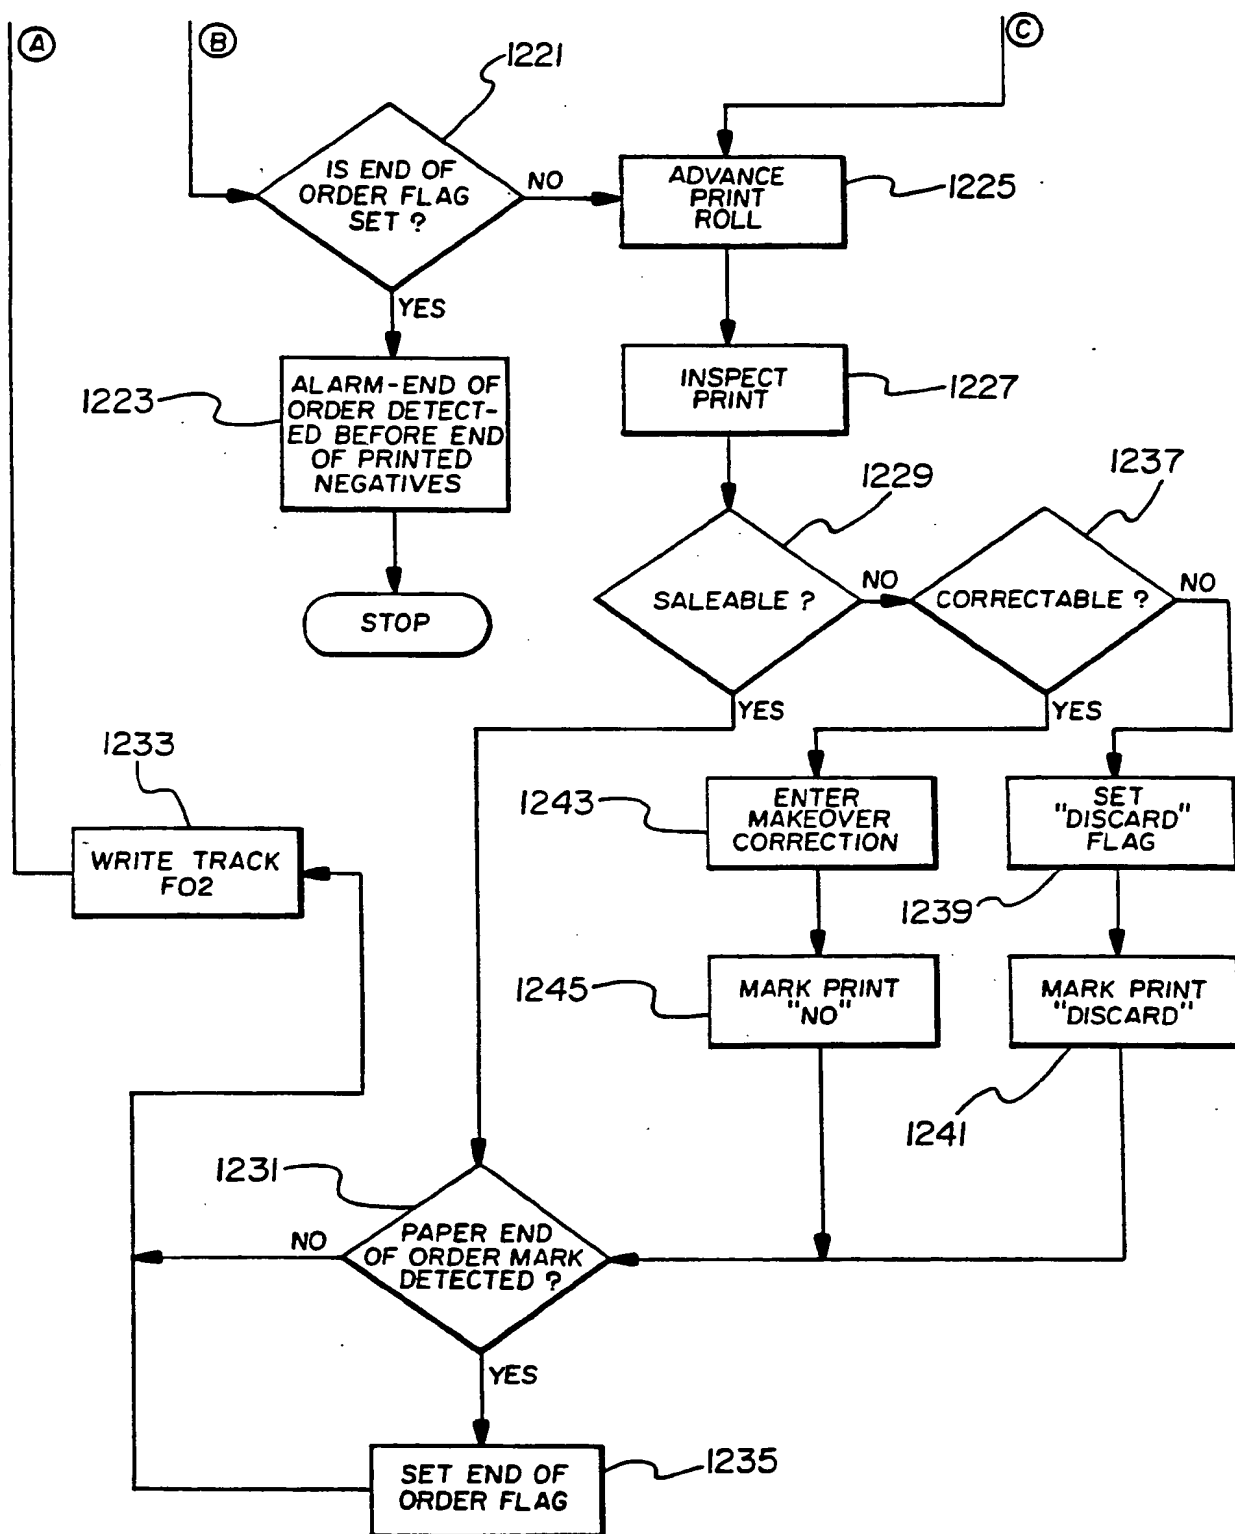 A
B
C
1221
IS END OF
ORDER FLAG
SET ?
NO
YES
ADVANCE
PRINT
ROLL
1225
1223
ALARM-END OF
ORDER DETECT-
ED BEFORE END
OF PRINTED
NEGATIVES
INSPECT
PRINT
1227
STOP
1229
SALEABLE ?
NO
YES
1237
CORRECTABLE ?
NO
YES
1233
WRITE TRACK
F02
1243
ENTER
MAKEOVER
CORRECTION
SET
"DISCARD"
FLAG
1239
1245
MARK PRINT
"NO"
MARK PRINT
"DISCARD"
1241
1231
PAPER END
OF ORDER MARK
DETECTED ?
NO
YES
SET END OF
ORDER FLAG
1235